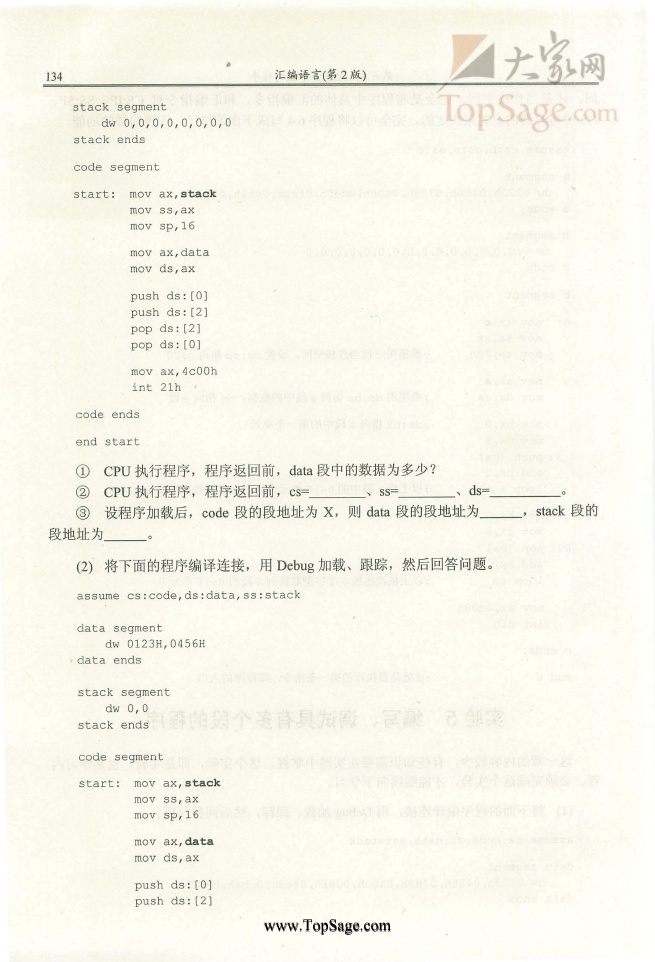 134
汇编语言(第 2 版)
大家网
TopSage.com
stack segment
dw 0,0,0,0,0,0,0,0
stack ends
code segment
start: mov ax,stack
mov ss,ax
mov sp,16
mov ax,data
mov ds,ax
push ds:[0]
push ds:[2]
pop ds:[2]
pop ds:[0]
mov ax,4c00h
int 21h
code ends
end start
① CPU 执行程序，程序返回前，data 段中的数据为多少？
② CPU 执行程序，程序返回前，cs=______、ss=______、ds=______。
③ 设程序加载后，code 段的段地址为 X，则 data 段的段地址为______，stack 段的
段地址为______。
(2) 将下面的程序编译连接，用 Debug 加载、跟踪，然后回答问题。
assume cs:code,ds:data,ss:stack
data segment
dw 0123H,0456H
data ends
stack segment
dw 0,0
stack ends
code segment
start: mov ax,stack
mov ss,ax
mov sp,16
mov ax,data
mov ds,ax
push ds:[0]
push ds:[2]
www.TopSage.com